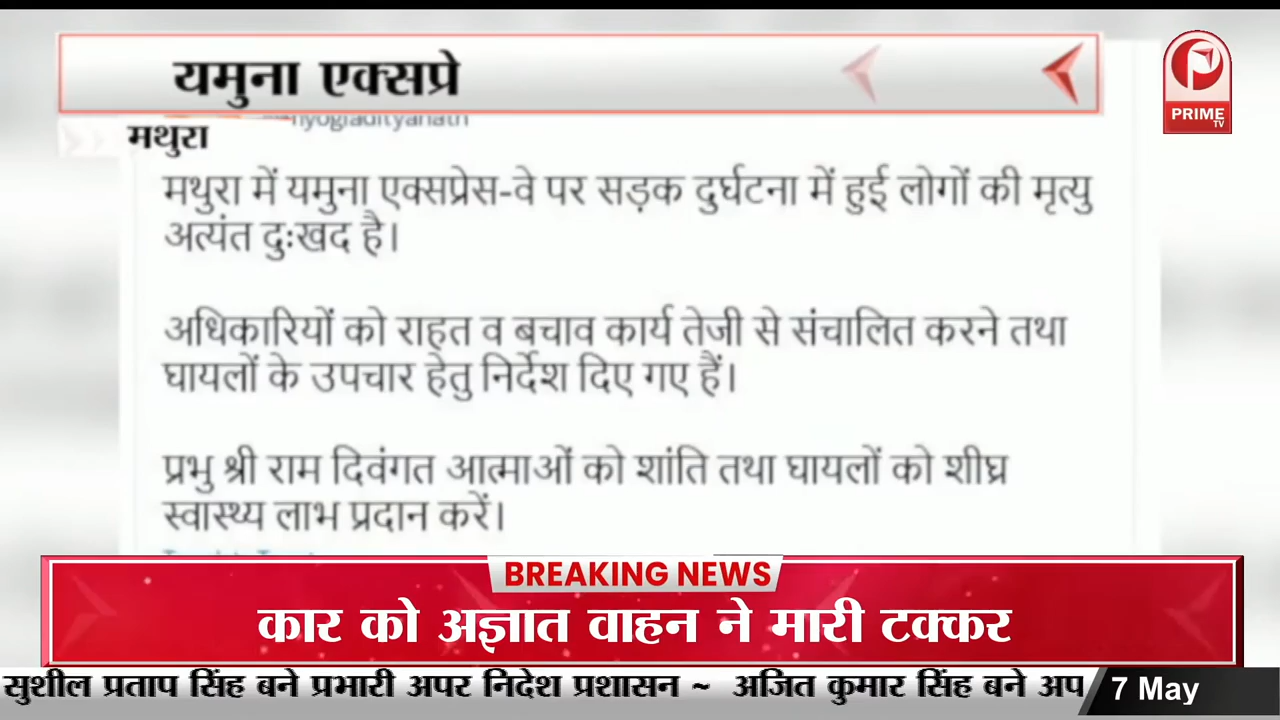 यमुना एक्सप्रे
PRIME
TV
मथुरा
मथुरा में यमुना एक्सप्रेस-वे पर सड़क दुर्घटना में हुई लोगों की मृत्यु
अत्यंत दुःखद है।
अधिकारियों को राहत व बचाव कार्य तेजी से संचालित करने तथा
घायलों के उपचार हेतु निर्देश दिए गए हैं।
प्रभु श्री राम दिवंगत आत्माओं को शांति तथा घायलों को शीघ्र
स्वास्थ्य लाभ प्रदान करें।
BREAKING NEWS
कार को अज्ञात वाहन ने मारी टक्कर
सुशील प्रताप सिंह बने प्रभारी अपर निदेश प्रशासन ~ अजित कुमार सिंह बने अप
7 May